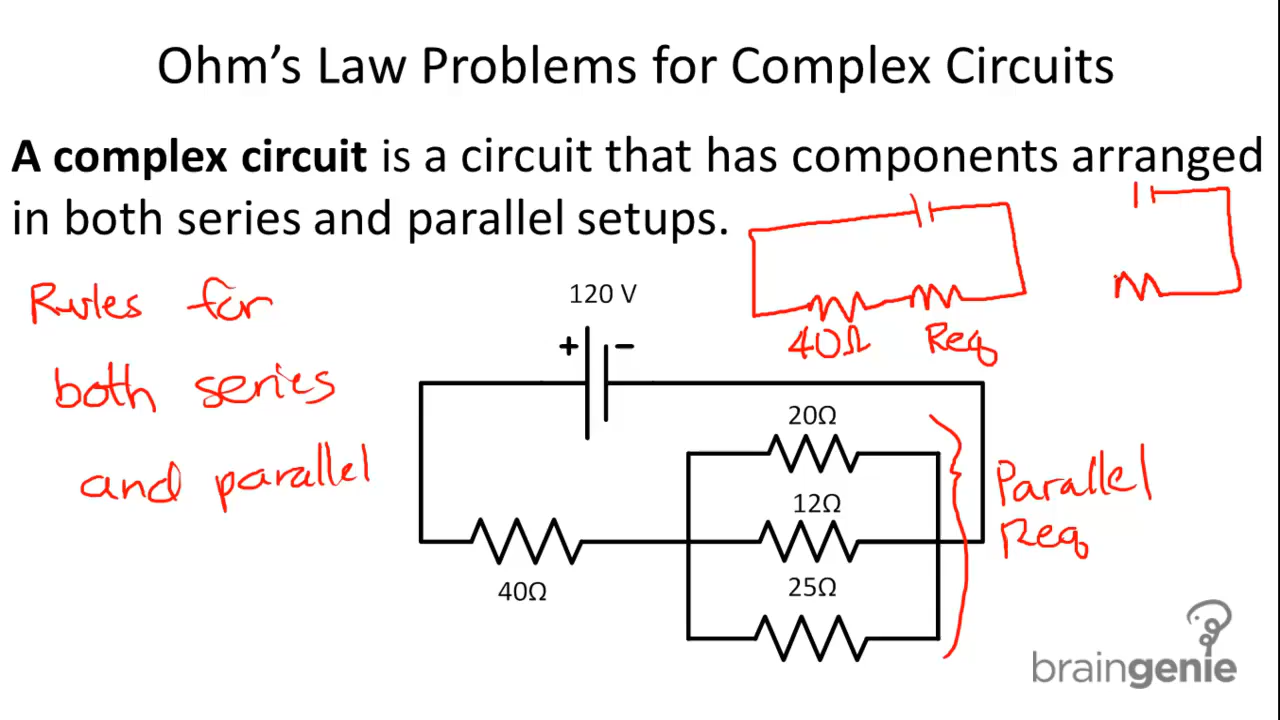 Ohm’s Law Problems for Complex Circuits
A complex circuit is a circuit that has components arranged
in both series and parallel setups.
Rules for
both series
and parallel
40Ω Req
120 V
+ –
20Ω
12Ω
25Ω
40Ω
Parallel
Req
braingenie